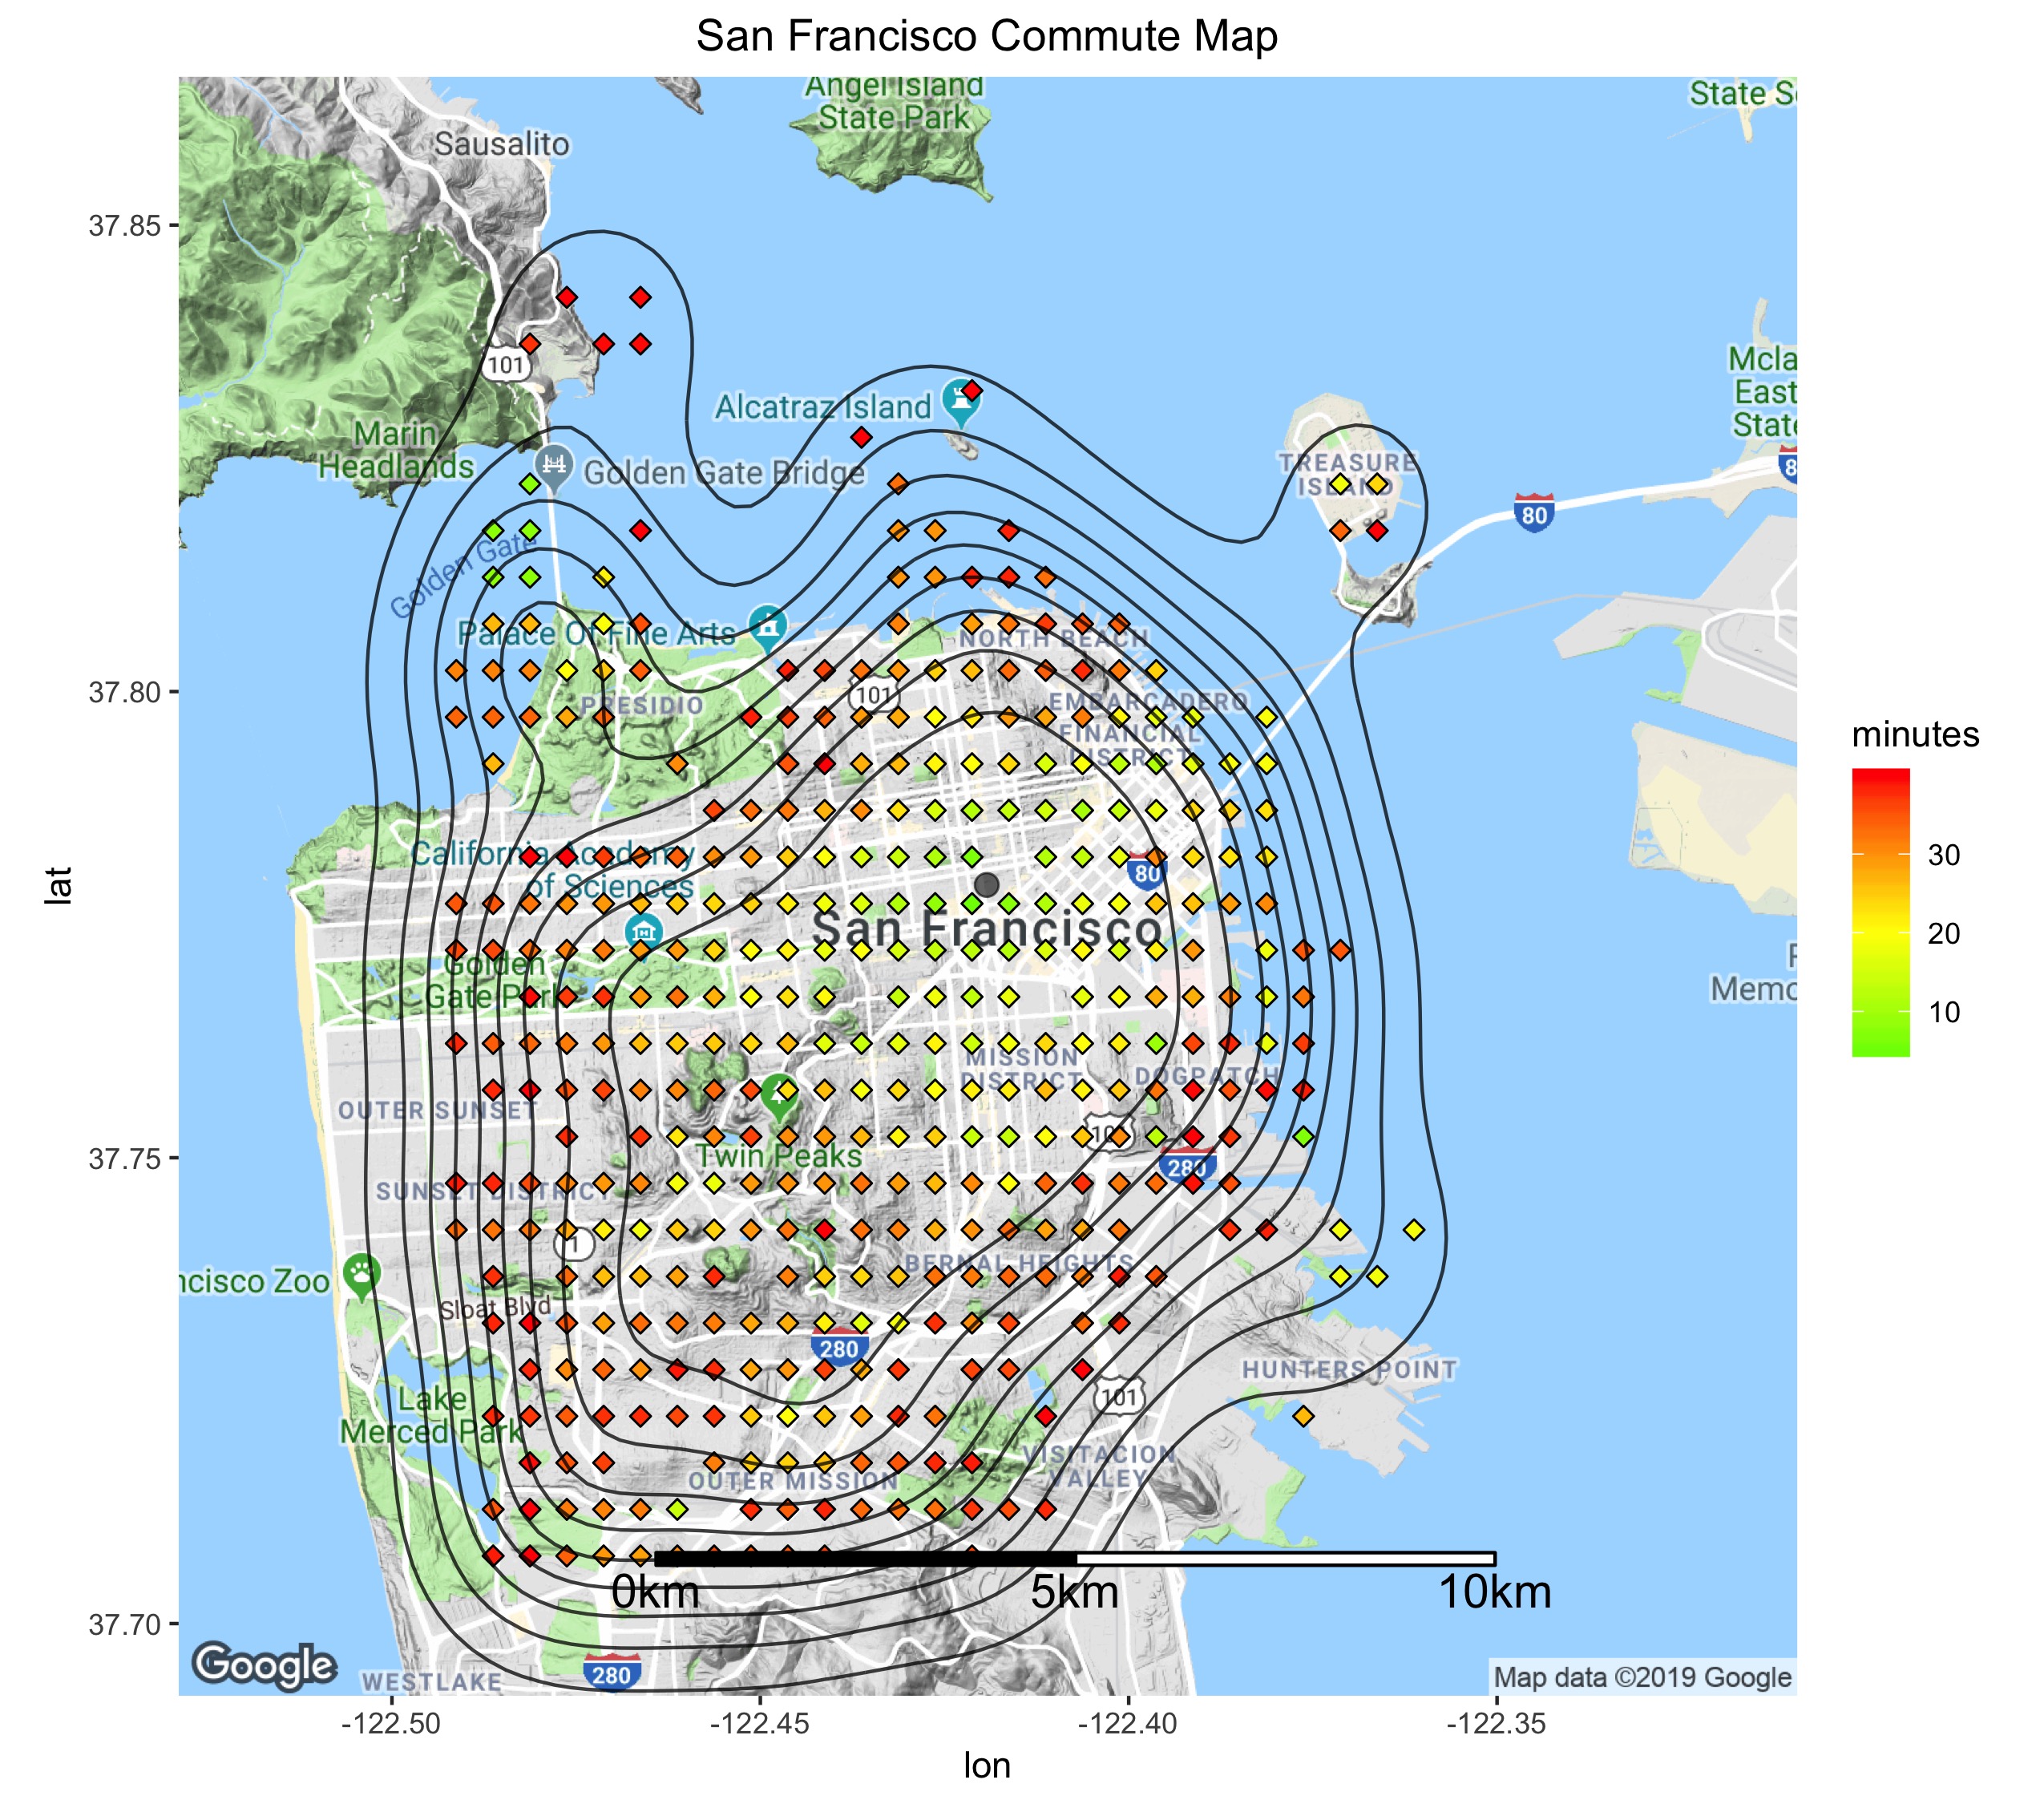 San Francisco Commute Map
Angel Island
State Park
State S
Sausalito
37.85
101
Mcla
East
State
Alcatraz Island
Marin
Headlands
Golden Gate Bridge
TREASURE
ISLAND
8
80
Golden Gate
Palace Of Fine Arts
NORTH BEACH
37.80
101
PRESIDIO
EMBARCADERO
FINANCIAL
DISTRICT
minutes
30
20
10
California Academy
of Sciences
80
lat
San Francisco
Golden
Gate Park
F
Memo
MISSION
DISTRICT
DOGPATCH
OUTER SUNSET
101
37.75
Twin Peaks
280
SUNSET DISTRICT
1
BERNAL HEIGHTS
ncisco Zoo
Sloat Blvd
280
HUNTERS POINT
Lake
Merced Park
101
VISITACION
VALLEY
OUTER MISSION
0km
5km
10km
37.70
Google
WESTLAKE
280
Map data ©2019 Google
-122.50
-122.45
-122.40
-122.35
lon